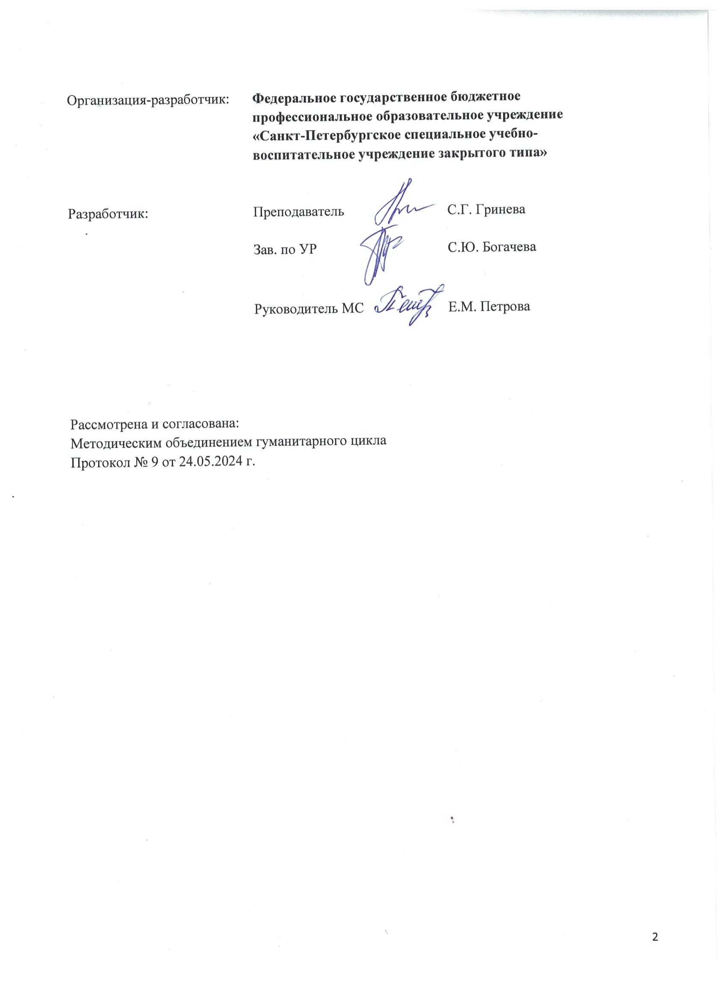 Организация-разработчик: Федеральное государственное бюджетное
профессиональное образовательное учреждение
«Санкт-Петербургское специальное учебно-
воспитательное учреждение закрытого типа»
Разработчик: Преподаватель С.Г. Гринева
Зав. по УР С.Ю. Богачева
Руководитель МС Е.М. Петрова
Рассмотрена и согласована:
Методическим объединением гуманитарного цикла
Протокол № 9 от 24.05.2024 г.
2